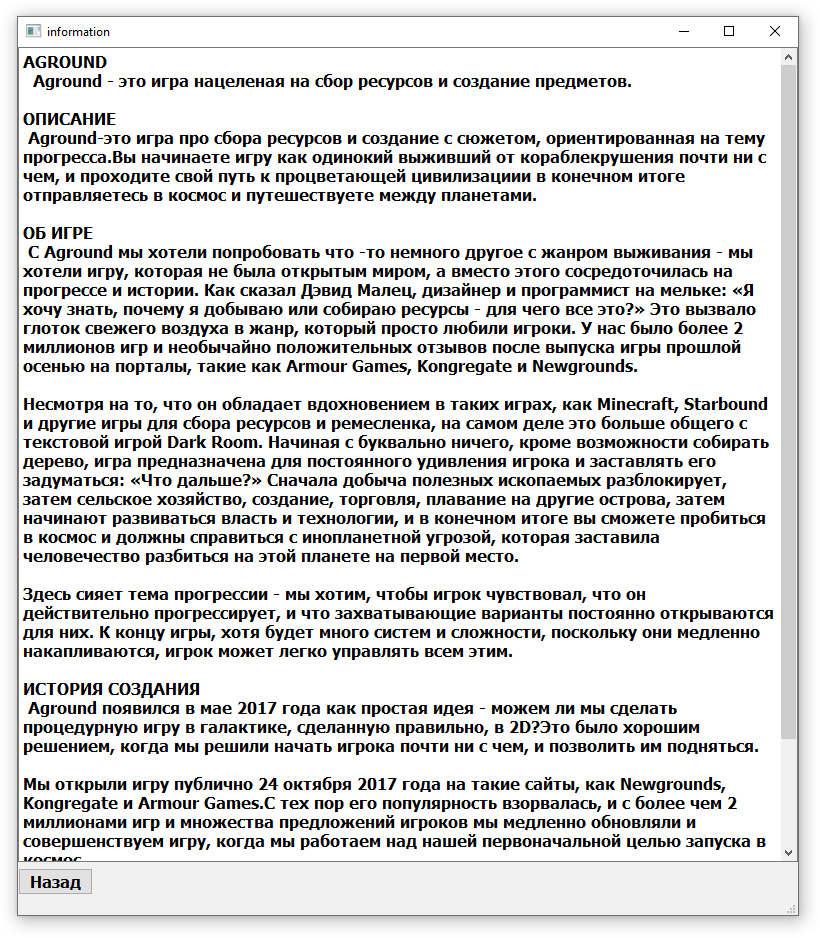 information
AGROUND
Aground - это игра нацеленая на сбор ресурсов и создание предметов.
ОПИСАНИЕ
Aground-это игра про сбора ресурсов и создание с сюжетом, ориентированная на тему
прогресса.Вы начинаете игру как одинокий выживший от кораблекрушения почти ни с
чем, и проходите свой путь к процветающей цивилизациии в конечном итоге
отправляетесь в космос и путешествуете между планетами.
ОБ ИГРЕ
С Aground мы хотели попробовать что -то немного другое с жанром выживания - мы
хотели игру, которая не была открытым миром, а вместо этого сосредоточилась на
прогрессе и истории. Как сказал Дэвид Малец, дизайнер и программист на мельке: «Я
хочу знать, почему я добываю или собираю ресурсы - для чего все это?» Это вызвало
глоток свежего воздуха в жанр, который просто любили игроки. У нас было более 2
миллионов игр и необычайно положительных отзывов после выпуска игры прошлой
осенью на порталы, такие как Armour Games, Kongregate и Newgrounds.
Несмотря на то, что он обладает вдохновением в таких играх, как Minecraft, Starbound
и другие игры для сбора ресурсов и ремесленка, на самом деле это больше общего с
текстовой игрой Dark Room. Начиная с буквально ничего, кроме возможности собирать
дерево, игра предназначена для постоянного удивления игрока и заставлять его
задуматься: «Что дальше?» Сначала добыча полезных ископаемых разблокирует,
затем сельское хозяйство, создание, торговля, плавание на другие острова, затем
начинают развиваться власть и технологии, и в конечном итоге вы сможете пробиться
в космос и должны справиться с инопланетной угрозой, которая заставила
человечество разбиться на этой планете на первой место.
Здесь сияет тема прогрессии - мы хотим, чтобы игрок чувствовал, что он
действительно прогрессирует, и что захватывающие варианты постоянно открываются
для них. К концу игры, хотя будет много систем и сложности, поскольку они медленно
накапливаются, игрок может легко управлять всем этим.
ИСТОРИЯ СОЗДАНИЯ
Aground появился в мае 2017 года как простая идея - можем ли мы сделать
процедурную игру в галактике, сделанную правильно, в 2D?Это было хорошим
решением, когда мы решили начать игрока почти ни с чем, и позволить им подняться.
Мы открыли игру публично 24 октября 2017 года на такие сайты, как Newgrounds,
Kongregate и Armour Games.С тех пор его популярность взорвалась, и с более чем 2
миллионами игр и множества предложений игроков мы медленно обновляли и
совершенствуем игру, когда мы работаем над нашей первоначальной целью запуска в
космос
Назад